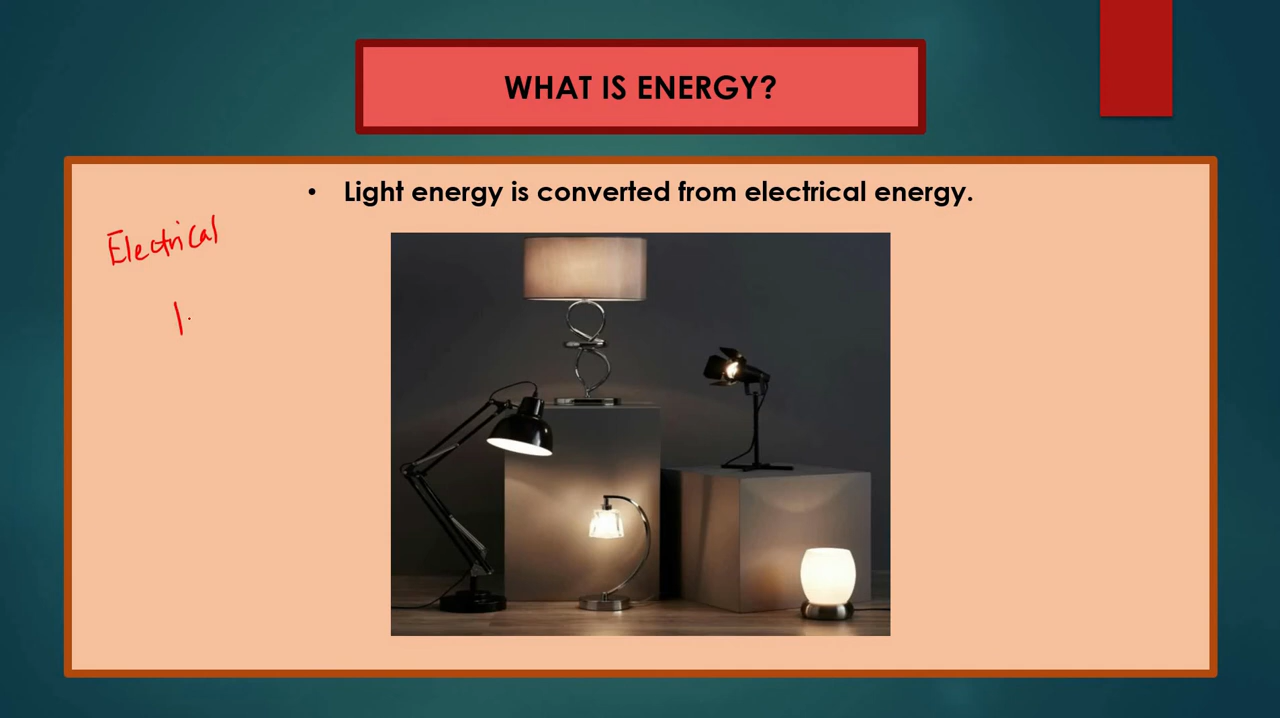 WHAT IS ENERGY?
• Light energy is converted from electrical energy.
Electrical